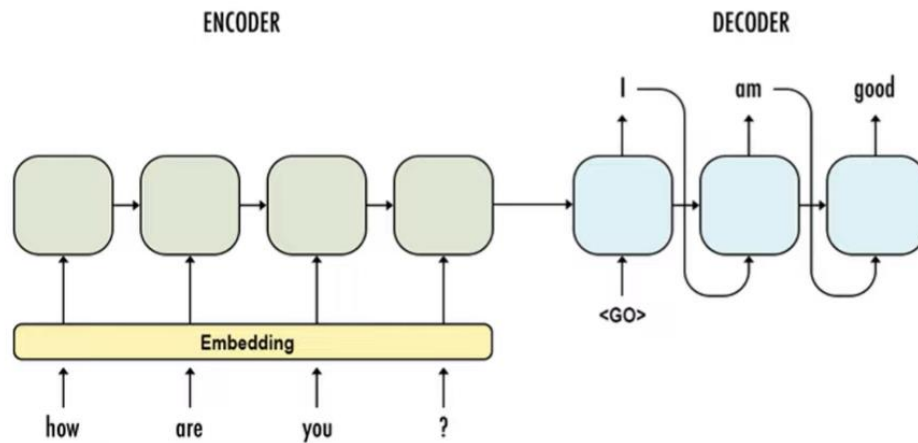 ENCODER
DECODER
I am good
<GO>
Embedding
how are you ?